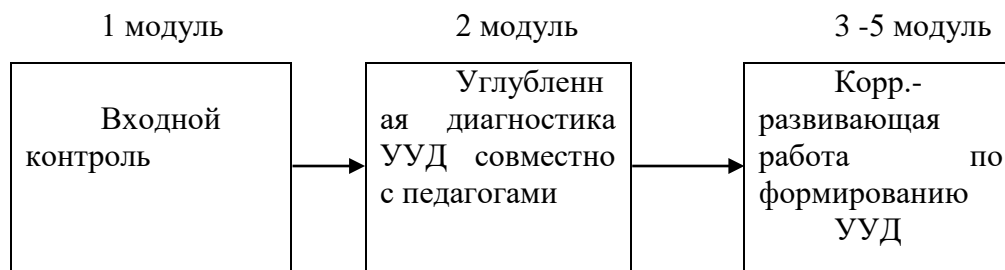 1 модуль
2 модуль
3 -5 модуль
Входной
контроль
Углубленн
ая диагностика
УУД совместно
с педагогами
Корр.-
развивающая
работа по
формированию
УУД